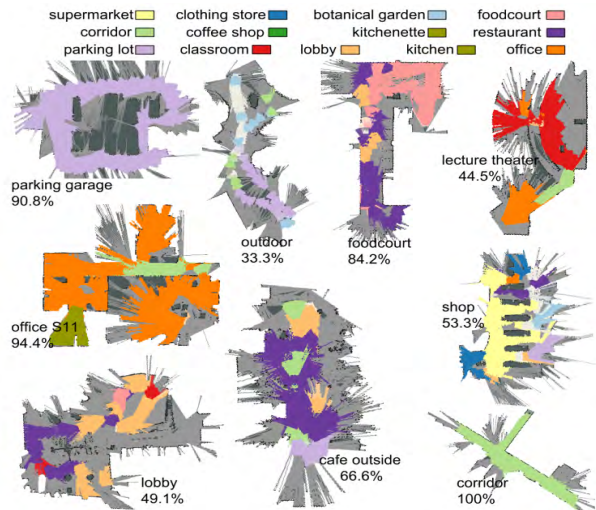 supermarket clothing store botanical garden foodcourt
corridor coffee shop kitchenette restaurant
parking lot classroom lobby kitchen office
parking garage
90.8%
outdoor
33.3%
foodcourt
84.2%
lecture theater
44.5%
office S11
94.4%
shop
53.3%
lobby
49.1%
cafe outside
66.6%
corridor
100%